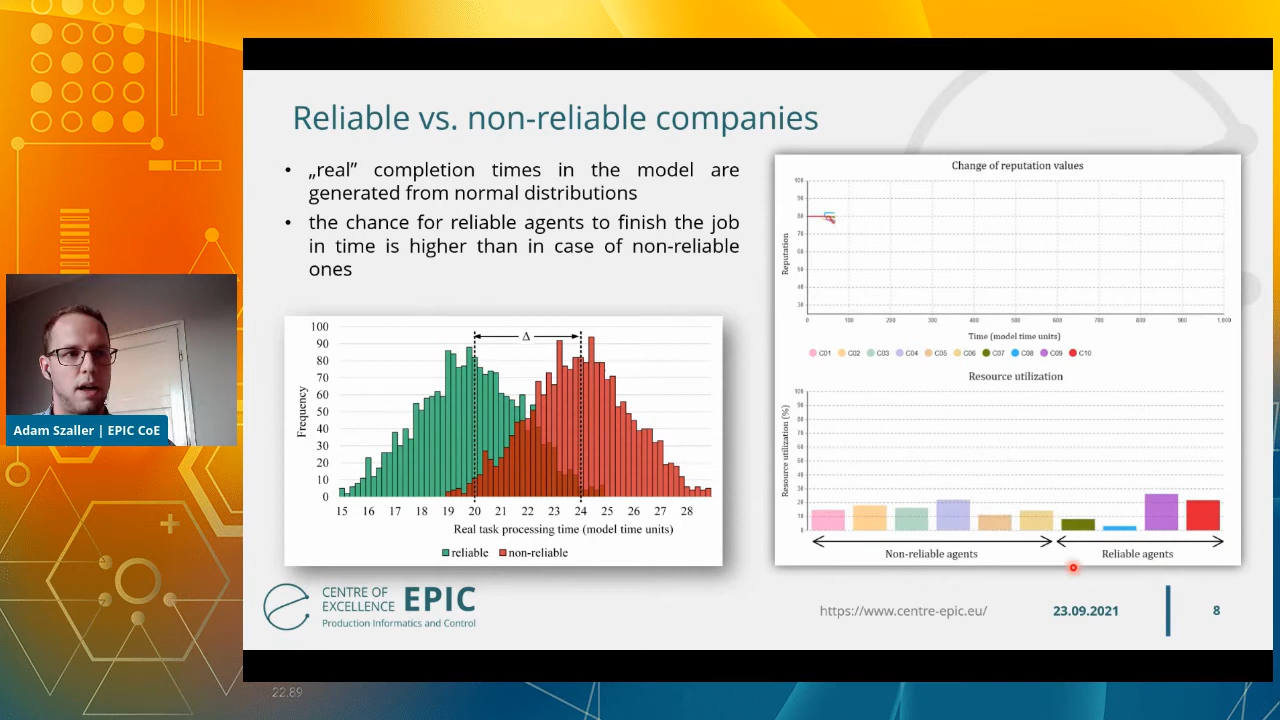 Reliable vs. non-reliable companies
• „real” completion times in the model are
generated from normal distributions
• the chance for reliable agents to finish the job
in time is higher than in case of non-reliable
ones
100
90
80
70
60
50
40
30
20
10
0
Frequency
Δ
15 16 17 18 19 20 21 22 23 24 25 26 27 28
Real task processing time (model time units)
reliable non-reliable
Change of reputation values
100
90
80
70
60
50
40
30
Reputation
0 100 200 300 400 500 600 700 800 900 1,000
Time (model time units)
C01 C02 C03 C04 C05 C06 C07 C08 C09 C10
Resource utilization
100
90
80
70
60
50
40
30
20
10
0
Resource utilization (%)
Non-reliable agents Reliable agents
Adam Szaller | EPIC CoE
CENTRE OF
EXCELLENCE EPIC
Production Informatics and Control
https://www.centre-epic.eu/ 23.09.2021 8
22.89